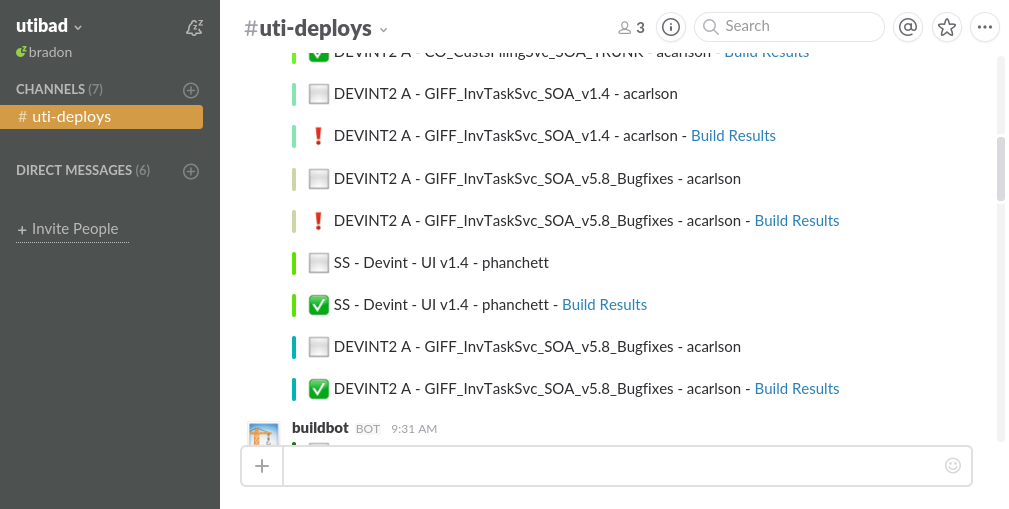 utibad
bradon
CHANNELS (7)
# uti-deploys
DIRECT MESSAGES (6)
+ Invite People
#uti-deploys
3
Search
DEVINT2 A - CO_CustsFilingSvc_SOA_TRUNK - acarlson - Build Results
DEVINT2 A - GIFF_InvTaskSvc_SOA_v1.4 - acarlson
DEVINT2 A - GIFF_InvTaskSvc_SOA_v1.4 - acarlson - Build Results
DEVINT2 A - GIFF_InvTaskSvc_SOA_v5.8_Bugfixes - acarlson
DEVINT2 A - GIFF_InvTaskSvc_SOA_v5.8_Bugfixes - acarlson - Build Results
SS - Devint - UI v1.4 - phanchett
SS - Devint - UI v1.4 - phanchett - Build Results
DEVINT2 A - GIFF_InvTaskSvc_SOA_v5.8_Bugfixes - acarlson
DEVINT2 A - GIFF_InvTaskSvc_SOA_v5.8_Bugfixes - acarlson - Build Results
buildbot BOT 9:31 AM